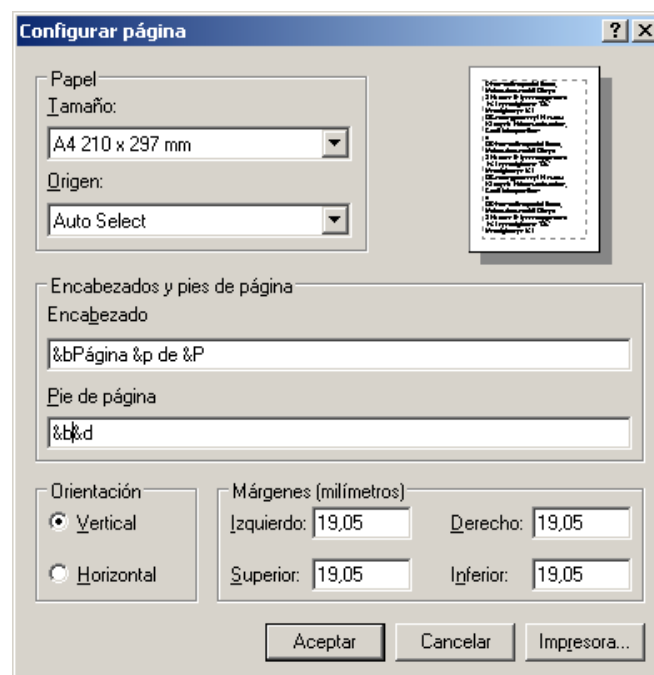 Configurar página
Papel
Tamaño:
A4 210 x 297 mm
Origen:
Auto Select
Encabezados y pies de página
Encabezado
&bPágina &p de &P
Pie de página
&b&d
Orientación
Vertical
Horizontal
Márgenes (milímetros)
Izquierdo: 19,05 Derecho: 19,05
Superior: 19,05 Inferior: 19,05
Aceptar Cancelar Impresora...